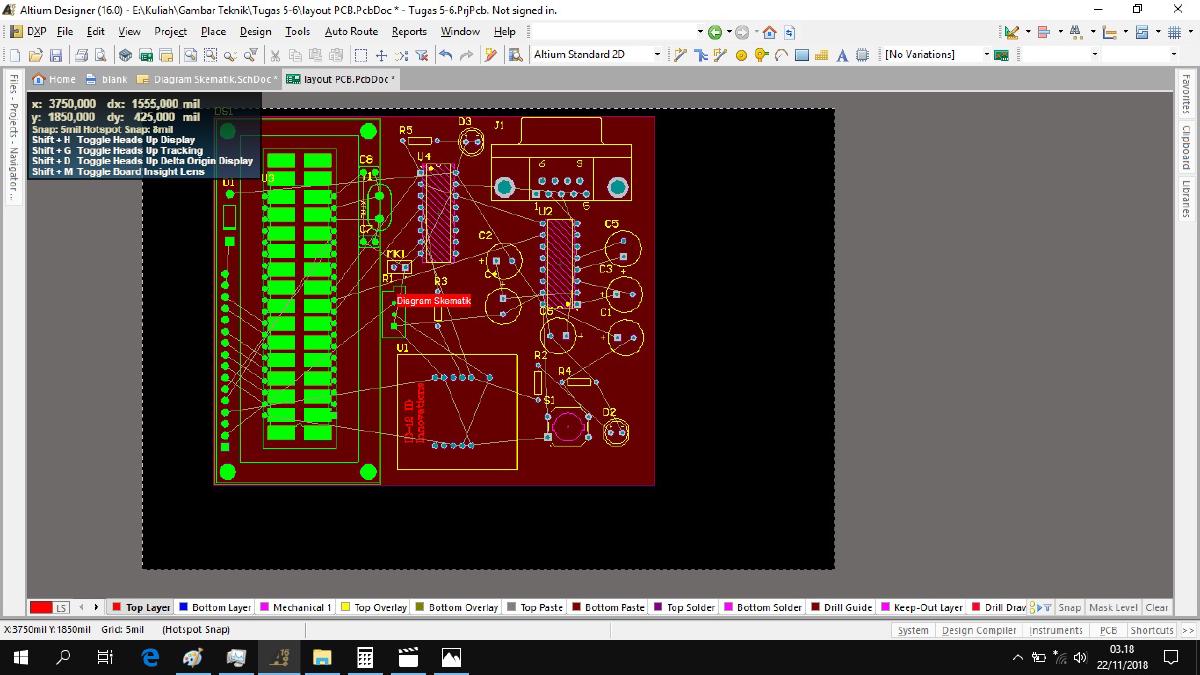 Altium Designer (16.0) - E:\Kuliah\Gambar Teknik\Tugas 5-6\layout PCB.PcbDoc * - Tugas 5-6.PrjPcb. Not signed in.
DXP File Edit View Project Place Design Tools Auto Route Reports Window Help
Altium Standard 2D [No Variations]
Files - Projects - Navigator ...
Home blank Diagram Skematik.SchDoc * layout PCB.PcbDoc *
Favorites
Clipboard
Libraries
x: 3750,000 dx: 1555,000 mil
y: 1850,000 dy: 425,000 mil
Snap: 5mil Hotspot Snap: 8mil
Shift + H Toggle Heads Up Display
Shift + G Toggle Heads Up Tracking
Shift + D Toggle Heads Up Delta Origin Display
Shift + M Toggle Board Insight Lens
DS1
R5
D3
J1
U4
C8
6 9
U3
1 6
U2
C7
C2
C5
C3
MK1
R1
R3
Diagram Skematik
C1
U1
R2
R4
S1
D2
ID-12 ID
Innovations
LS Top Layer Bottom Layer Mechanical 1 Top Overlay Bottom Overlay Top Paste Bottom Paste Top Solder Bottom Solder Drill Guide Keep-Out Layer Drill Draw Snap Mask Level Clear
X:3750mil Y:1850mil Grid: 5mil (Hotspot Snap) System Design Compiler Instruments PCB Shortcuts >>
03.18
22/11/2018